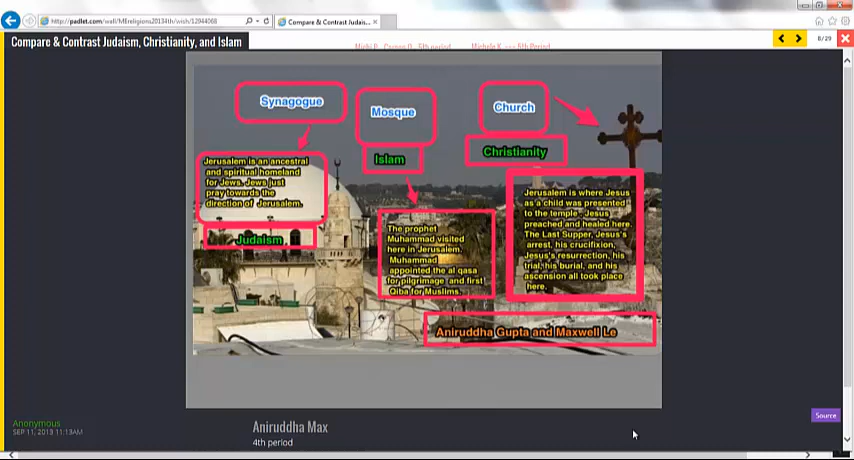 http://padlet.com/wall/MEreligions20134th/wish/12944068
Compare & Contrast Judais...
Compare & Contrast Judaism, Christianity, and Islam
8/29
Synagogue
Mosque
Church
Islam
Christianity
Jerusalem is an ancestral
and spiritual homeland
for Jews. Jews just
pray towards the
direction of Jerusalem.
Judaism
The prophet
Muhammad visited
here in Jerusalem.
Muhammad
appointed the al qasa
for pilgrimage and first
Qiba for Muslims.
Jerusalem is where Jesus
as a child was presented
to the temple. Jesus
preached and healed here.
The Last Supper, Jesus's
arrest, his crucifixion,
Jesus's resurrection, his
trial, his burial, and his
ascension all took place
here.
Aniruddha Gupta and Maxwell Le
Source
Anonymous
SEP 11, 2013 11:13AM
Aniruddha Max
4th period